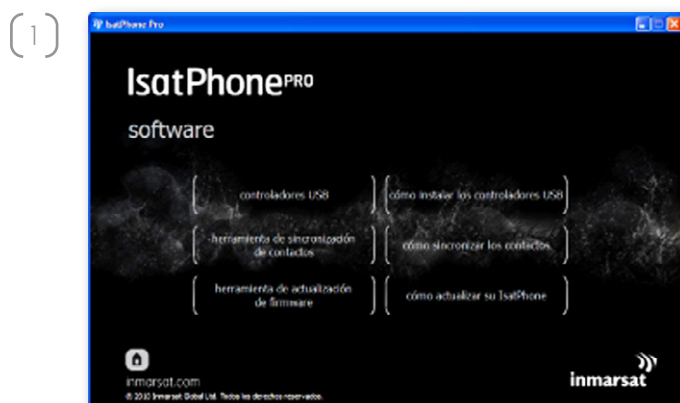 (1)
IsatPhone Pro
IsatPhone PRO
software
controladores USB
cómo instalar los controladores USB
-herramienta de sincronización
de contactos
cómo sincronizar los contactos
herramienta de actualización
de firmware
cómo actualizar su IsatPhone
inmarsat.com
© 2010 Inmarsat Global Ltd. Todos los derechos reservados.
inmarsat